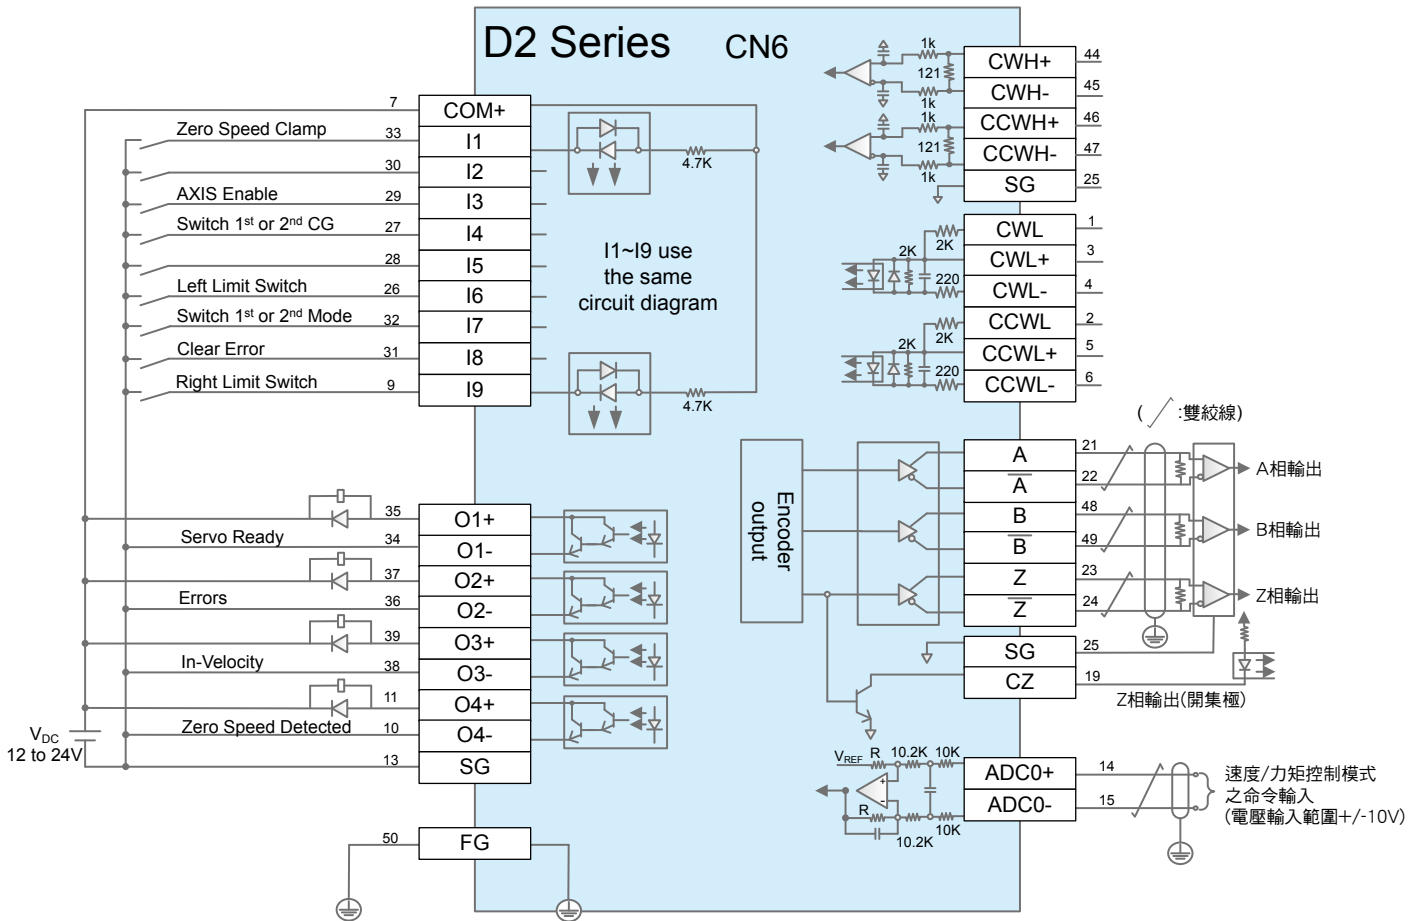 D2 Series CN6
7 COM+
Zero Speed Clamp 33 I1
30 I2
AXIS Enable 29 I3
Switch 1st or 2nd CG 27 I4
28 I5
Left Limit Switch 26 I6
Switch 1st or 2nd Mode 32 I7
Clear Error 31 I8
Right Limit Switch 9 I9
4.7K
I1~I9 use
the same
circuit diagram
4.7K
35 O1+
Servo Ready 34 O1-
37 O2+
Errors 36 O2-
39 O3+
In-Velocity 38 O3-
11 O4+
Zero Speed Detected 10 O4-
VDC
12 to 24V
13 SG
50 FG
1k
CWH+ 44
121
1k
CWH- 45
1k
CCWH+ 46
121
1k
CCWH- 47
SG 25
CWL 1
2K
2K
CWL+ 3
220
CWL- 4
CCWL 2
2K
2K
CCWL+ 5
220
CCWL- 6
( :雙絞線)
Encoder
output
A 21
A 22
A相輸出
B 48
B 49
B相輸出
Z 23
Z 24
Z相輸出
SG 25
CZ 19
Z相輸出(開集極)
VREF R 10.2K 10K
+
-
R
10.2K 10K
ADC0+ 14
ADC0- 15
速度/力矩控制模式
之命令輸入
(電壓輸入範圍+/-10V)